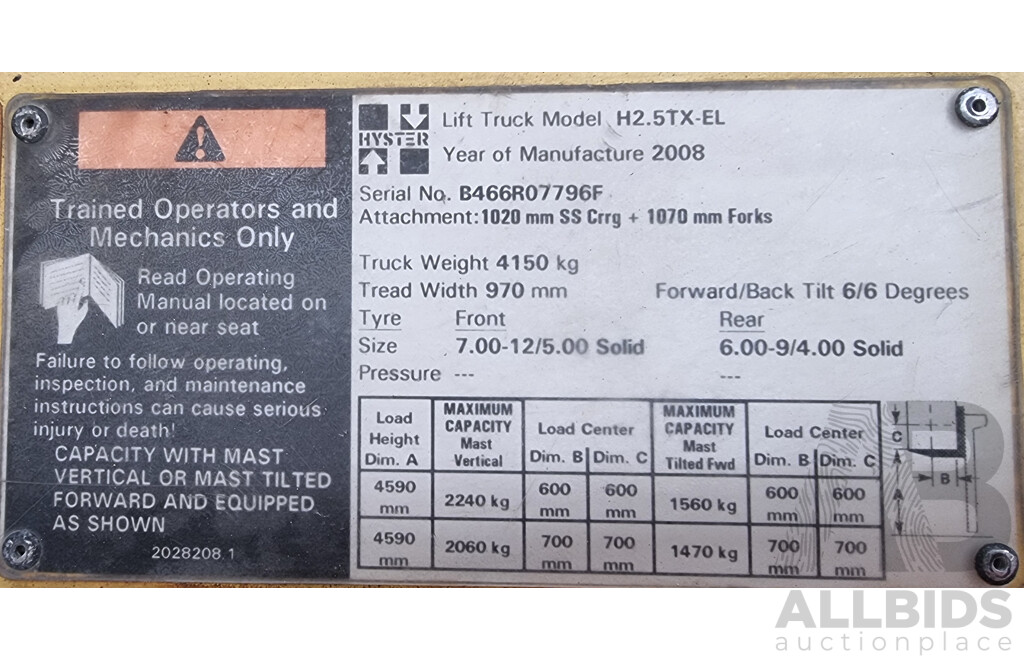 Trained Operators and
Mechanics Only
Read Operating
Manual located on
or near seat
Failure to follow operating,
inspection, and maintenance
instructions can cause serious
injury or death!
CAPACITY WITH MAST
VERTICAL OR MAST TILTED
FORWARD AND EQUIPPED
AS SHOWN
2028208.1
HYSTER
Lift Truck Model H2.5TX-EL
Year of Manufacture 2008
Serial No. B466R07796F
Attachment: 1020 mm SS Crrg + 1070 mm Forks
Truck Weight 4150 kg
Tread Width 970 mm Forward/Back Tilt 6/6 Degrees
Tyre Front Rear
Size 7.00-12/5.00 Solid 6.00-9/4.00 Solid
Pressure --- ---
Load Height Dim. A MAXIMUM CAPACITY Mast Vertical Load Center Dim. B Dim. C MAXIMUM CAPACITY Mast Tilted Fwd Load Center Dim. B Dim. C
4590 mm 2240 kg 600 mm 600 mm 1560 kg 600 mm 600 mm
4590 mm 2060 kg 700 mm 700 mm 1470 kg 700 mm 700 mm
C
A
B
ALLBIDS
auctionplace